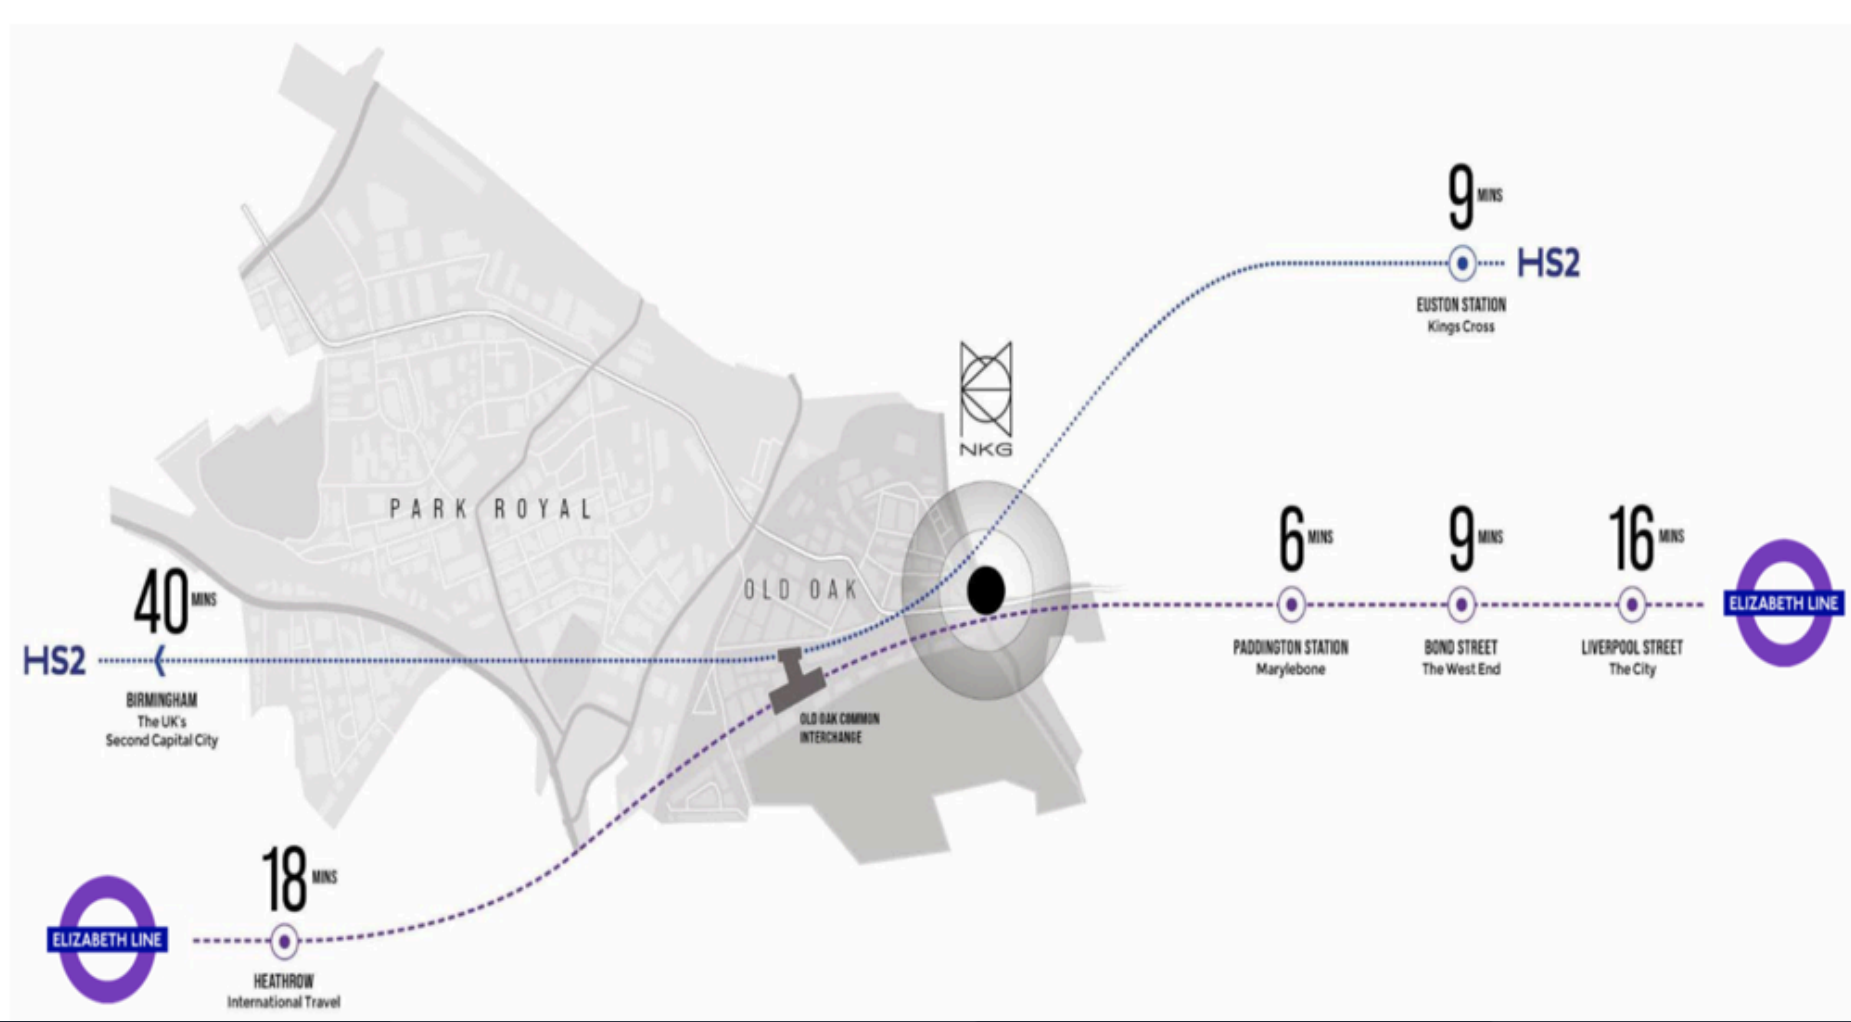 9 MINS
HS2
EUSTON STATION
Kings Cross
NKG
PARK ROYAL
OLD OAK
6 MINS
9 MINS
16 MINS
ELIZABETH LINE
PADDINGTON STATION
Marylebone
BOND STREET
The West End
LIVERPOOL STREET
The City
40 MINS
HS2
BIRMINGHAM
The UK's
Second Capital City
OLD OAK COMMON
INTERCHANGE
18 MINS
ELIZABETH LINE
HEATHROW
International Travel